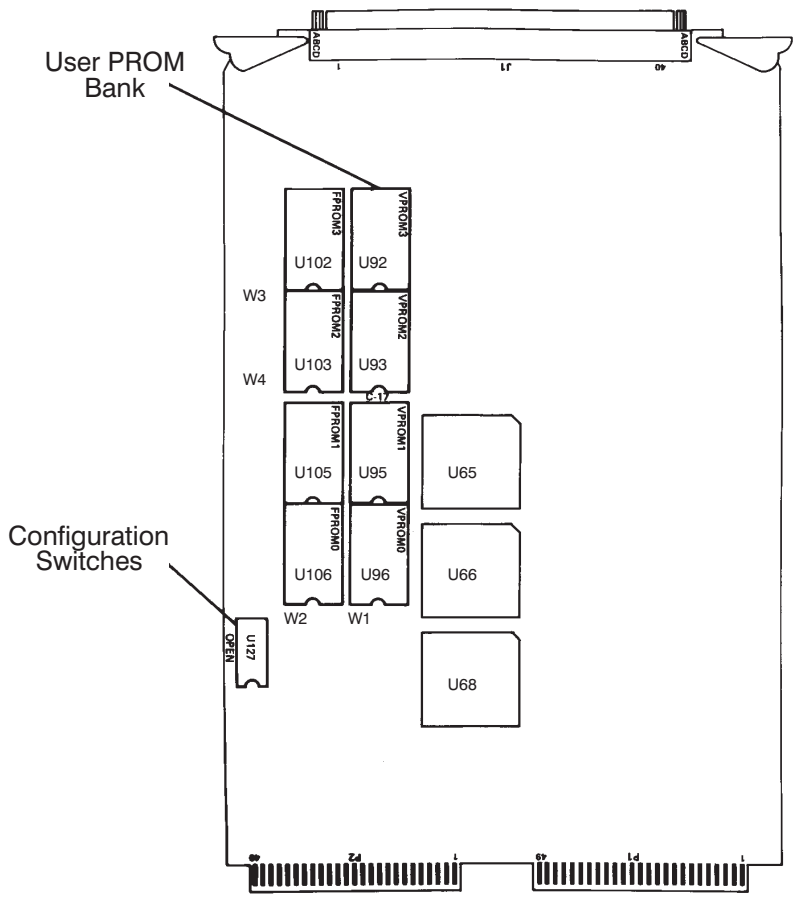 ABCD
ABCD
1
J1
40
User PROM
Bank
FPROM3
VPROM3
U102
U92
W3
FPROM2
VPROM2
U103
U93
W4
C-17
FPROM1
VPROM1
U105
U95
U65
Configuration
Switches
FPROM0
VPROM0
U106
U96
U66
W2
W1
OPEN
U127
U68
P2
1
49
P1
1